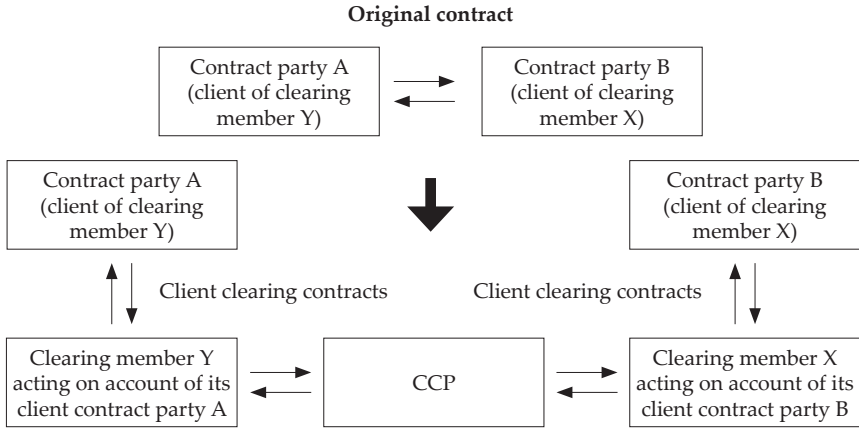 Original contract
Contract party A
(client of clearing
member Y)
Contract party B
(client of clearing
member X)
Contract party A
(client of clearing
member Y)
Contract party B
(client of clearing
member X)
Client clearing contracts
Client clearing contracts
Clearing member Y
acting on account of its
client contract party A
CCP
Clearing member X
acting on account of its
client contract party B